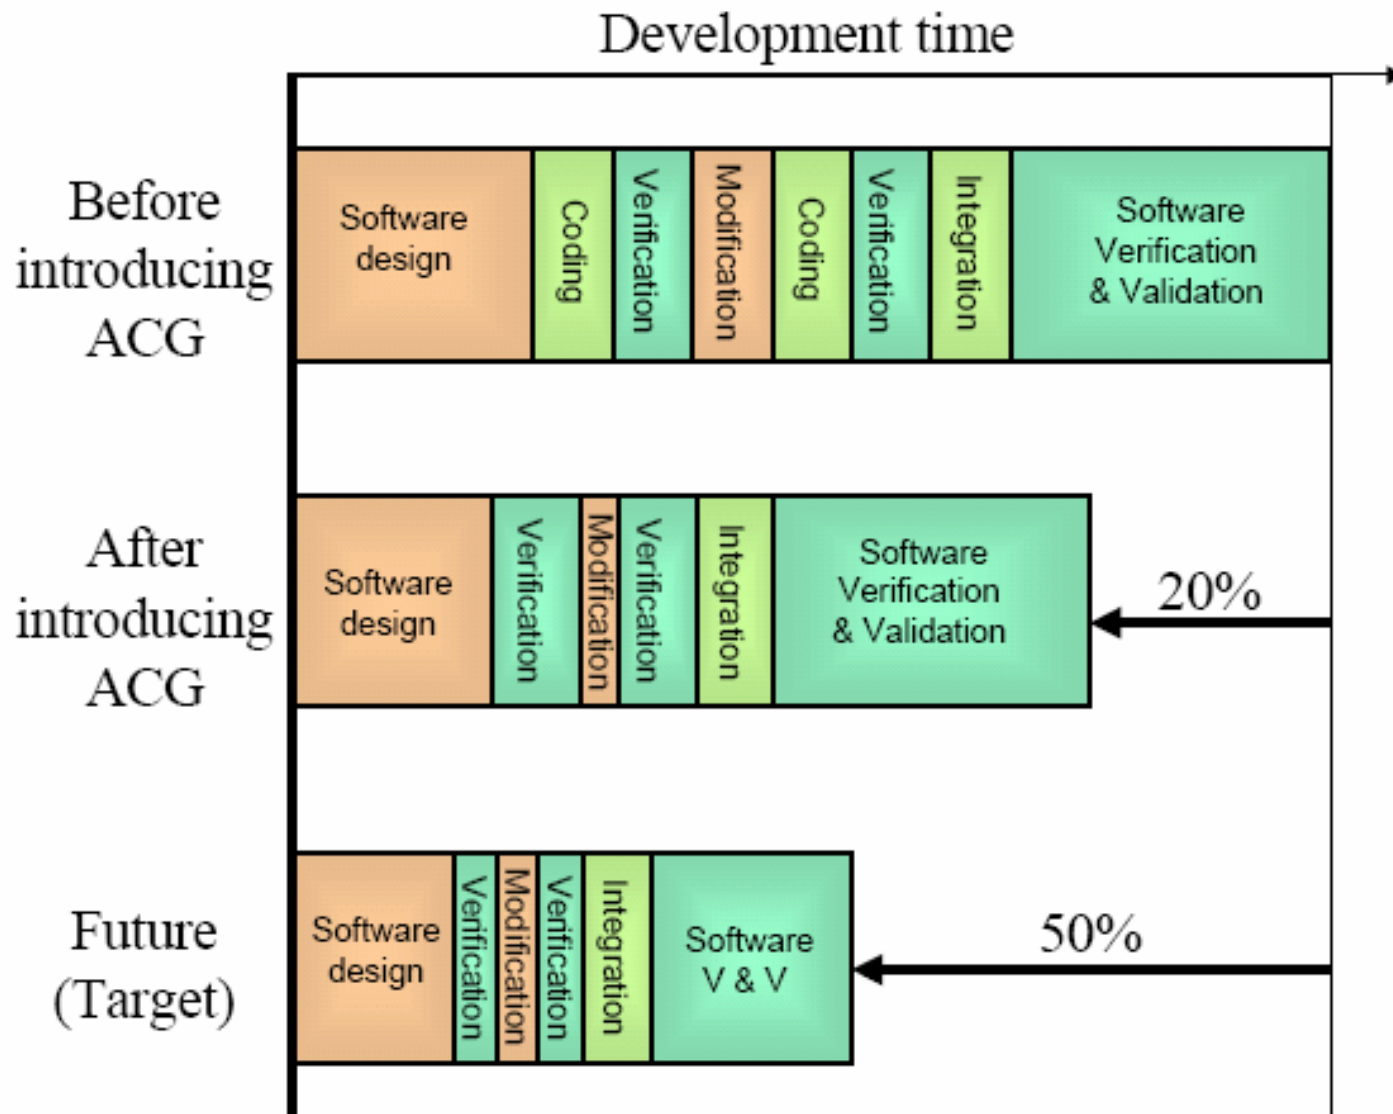 Development time
Before
introducing
ACG
Software
design
Coding
Verification
Modification
Coding
Verification
Integration
Software
Verification
& Validation
After
introducing
ACG
Software
design
Verification
Modification
Verification
Integration
Software
Verification
& Validation
20%
Future
(Target)
Software
design
Verification
Modification
Verification
Integration
Software
V & V
50%